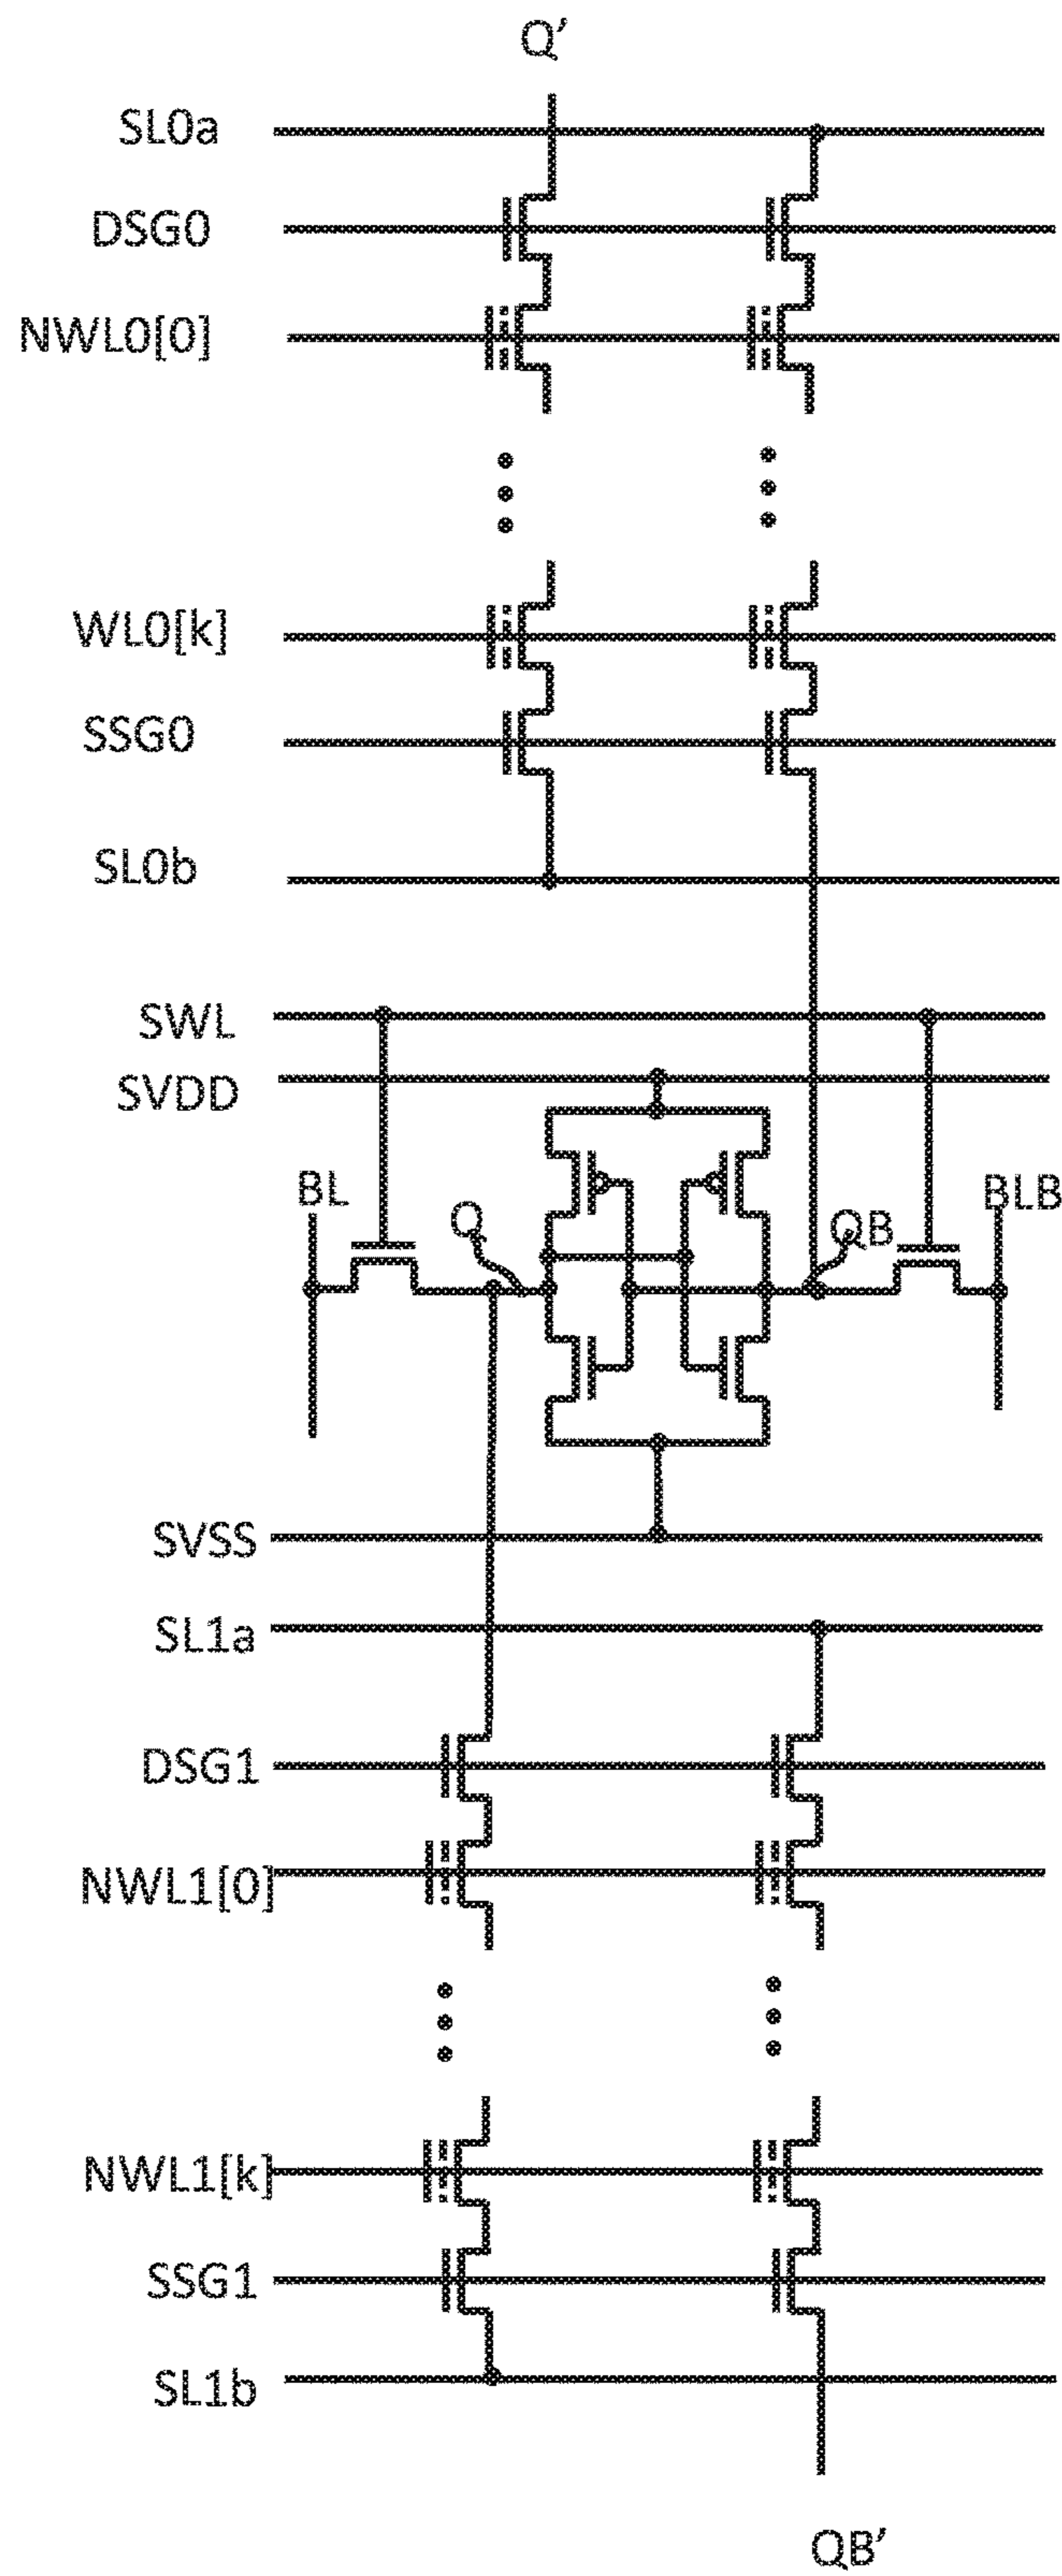 Q'
SL0a
DSG0
NWL0[0]
WL0[k]
SSG0
SL0b
SWL
SVDD
BL
Q
QB
BLB
SVSS
SL1a
DSG1
NWL1[0]
NWL1[k]
SSG1
SL1b
QB'